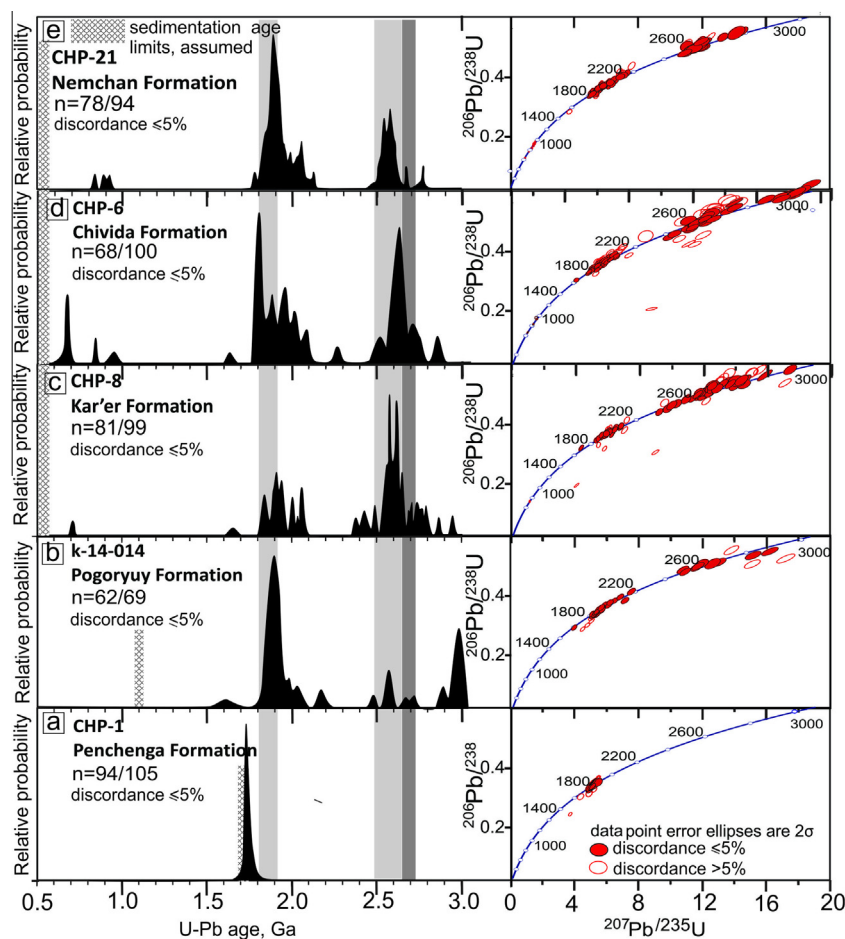 e
sedimentation age
limits, assumed
CHP-21
Nemchan Formation
n=78/94
discordance ⩽5%
Relative probability
206Pb/238U
0.4
0.2
1000
1400
1800
2200
2600
3000
d
CHP-6
Chivida Formation
n=68/100
discordance ⩽5%
Relative probability
206Pb/238U
0.4
0.2
1000
1400
1800
2200
2600
3000
c
CHP-8
Kar'er Formation
n=81/99
discordance ⩽5%
Relative probability
206Pb/238U
0.4
0.2
1000
1400
1800
2200
2600
3000
b
k-14-014
Pogoryuy Formation
n=62/69
discordance ⩽5%
Relative probability
206Pb/238U
0.4
0.2
1000
1400
1800
2200
2600
3000
a
CHP-1
Penchenga Formation
n=94/105
discordance ⩽5%
Relative probability
206Pb/238
0.4
0.2
1000
1400
1800
2200
2600
3000
data point error ellipses are 2σ
discordance ≤5%
discordance >5%
0.5 1.0 1.5 2.0 2.5 3.0
U-Pb age, Ga
0 4 8 12 16 20
207Pb/235U